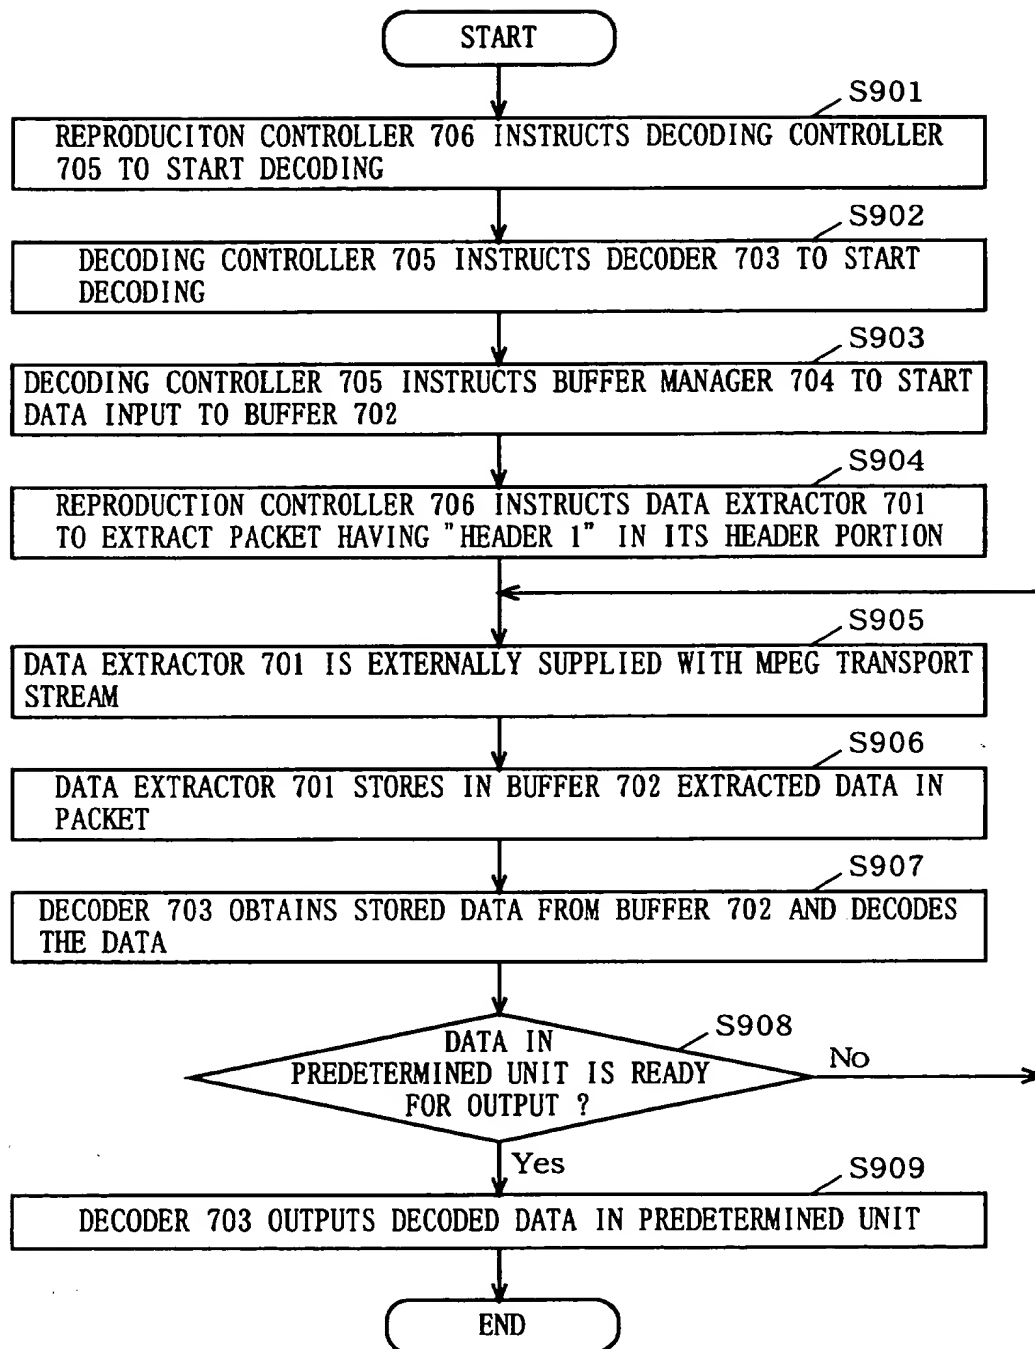 START
S901
REPRODUCITON CONTROLLER 706 INSTRUCTS DECODING CONTROLLER
705 TO START DECODING
S902
DECODING CONTROLLER 705 INSTRUCTS DECODER 703 TO START
DECODING
S903
DECODING CONTROLLER 705 INSTRUCTS BUFFER MANAGER 704 TO START
DATA INPUT TO BUFFER 702
S904
REPRODUCTION CONTROLLER 706 INSTRUCTS DATA EXTRACTOR 701
TO EXTRACT PACKET HAVING "HEADER 1" IN ITS HEADER PORTION
S905
DATA EXTRACTOR 701 IS EXTERNALLY SUPPLIED WITH MPEG TRANSPORT
STREAM
S906
DATA EXTRACTOR 701 STORES IN BUFFER 702 EXTRACTED DATA IN
PACKET
S907
DECODER 703 OBTAINS STORED DATA FROM BUFFER 702 AND DECODES
THE DATA
S908
DATA IN
PREDETERMINED UNIT IS READY
FOR OUTPUT ?
No
Yes
S909
DECODER 703 OUTPUTS DECODED DATA IN PREDETERMINED UNIT
END